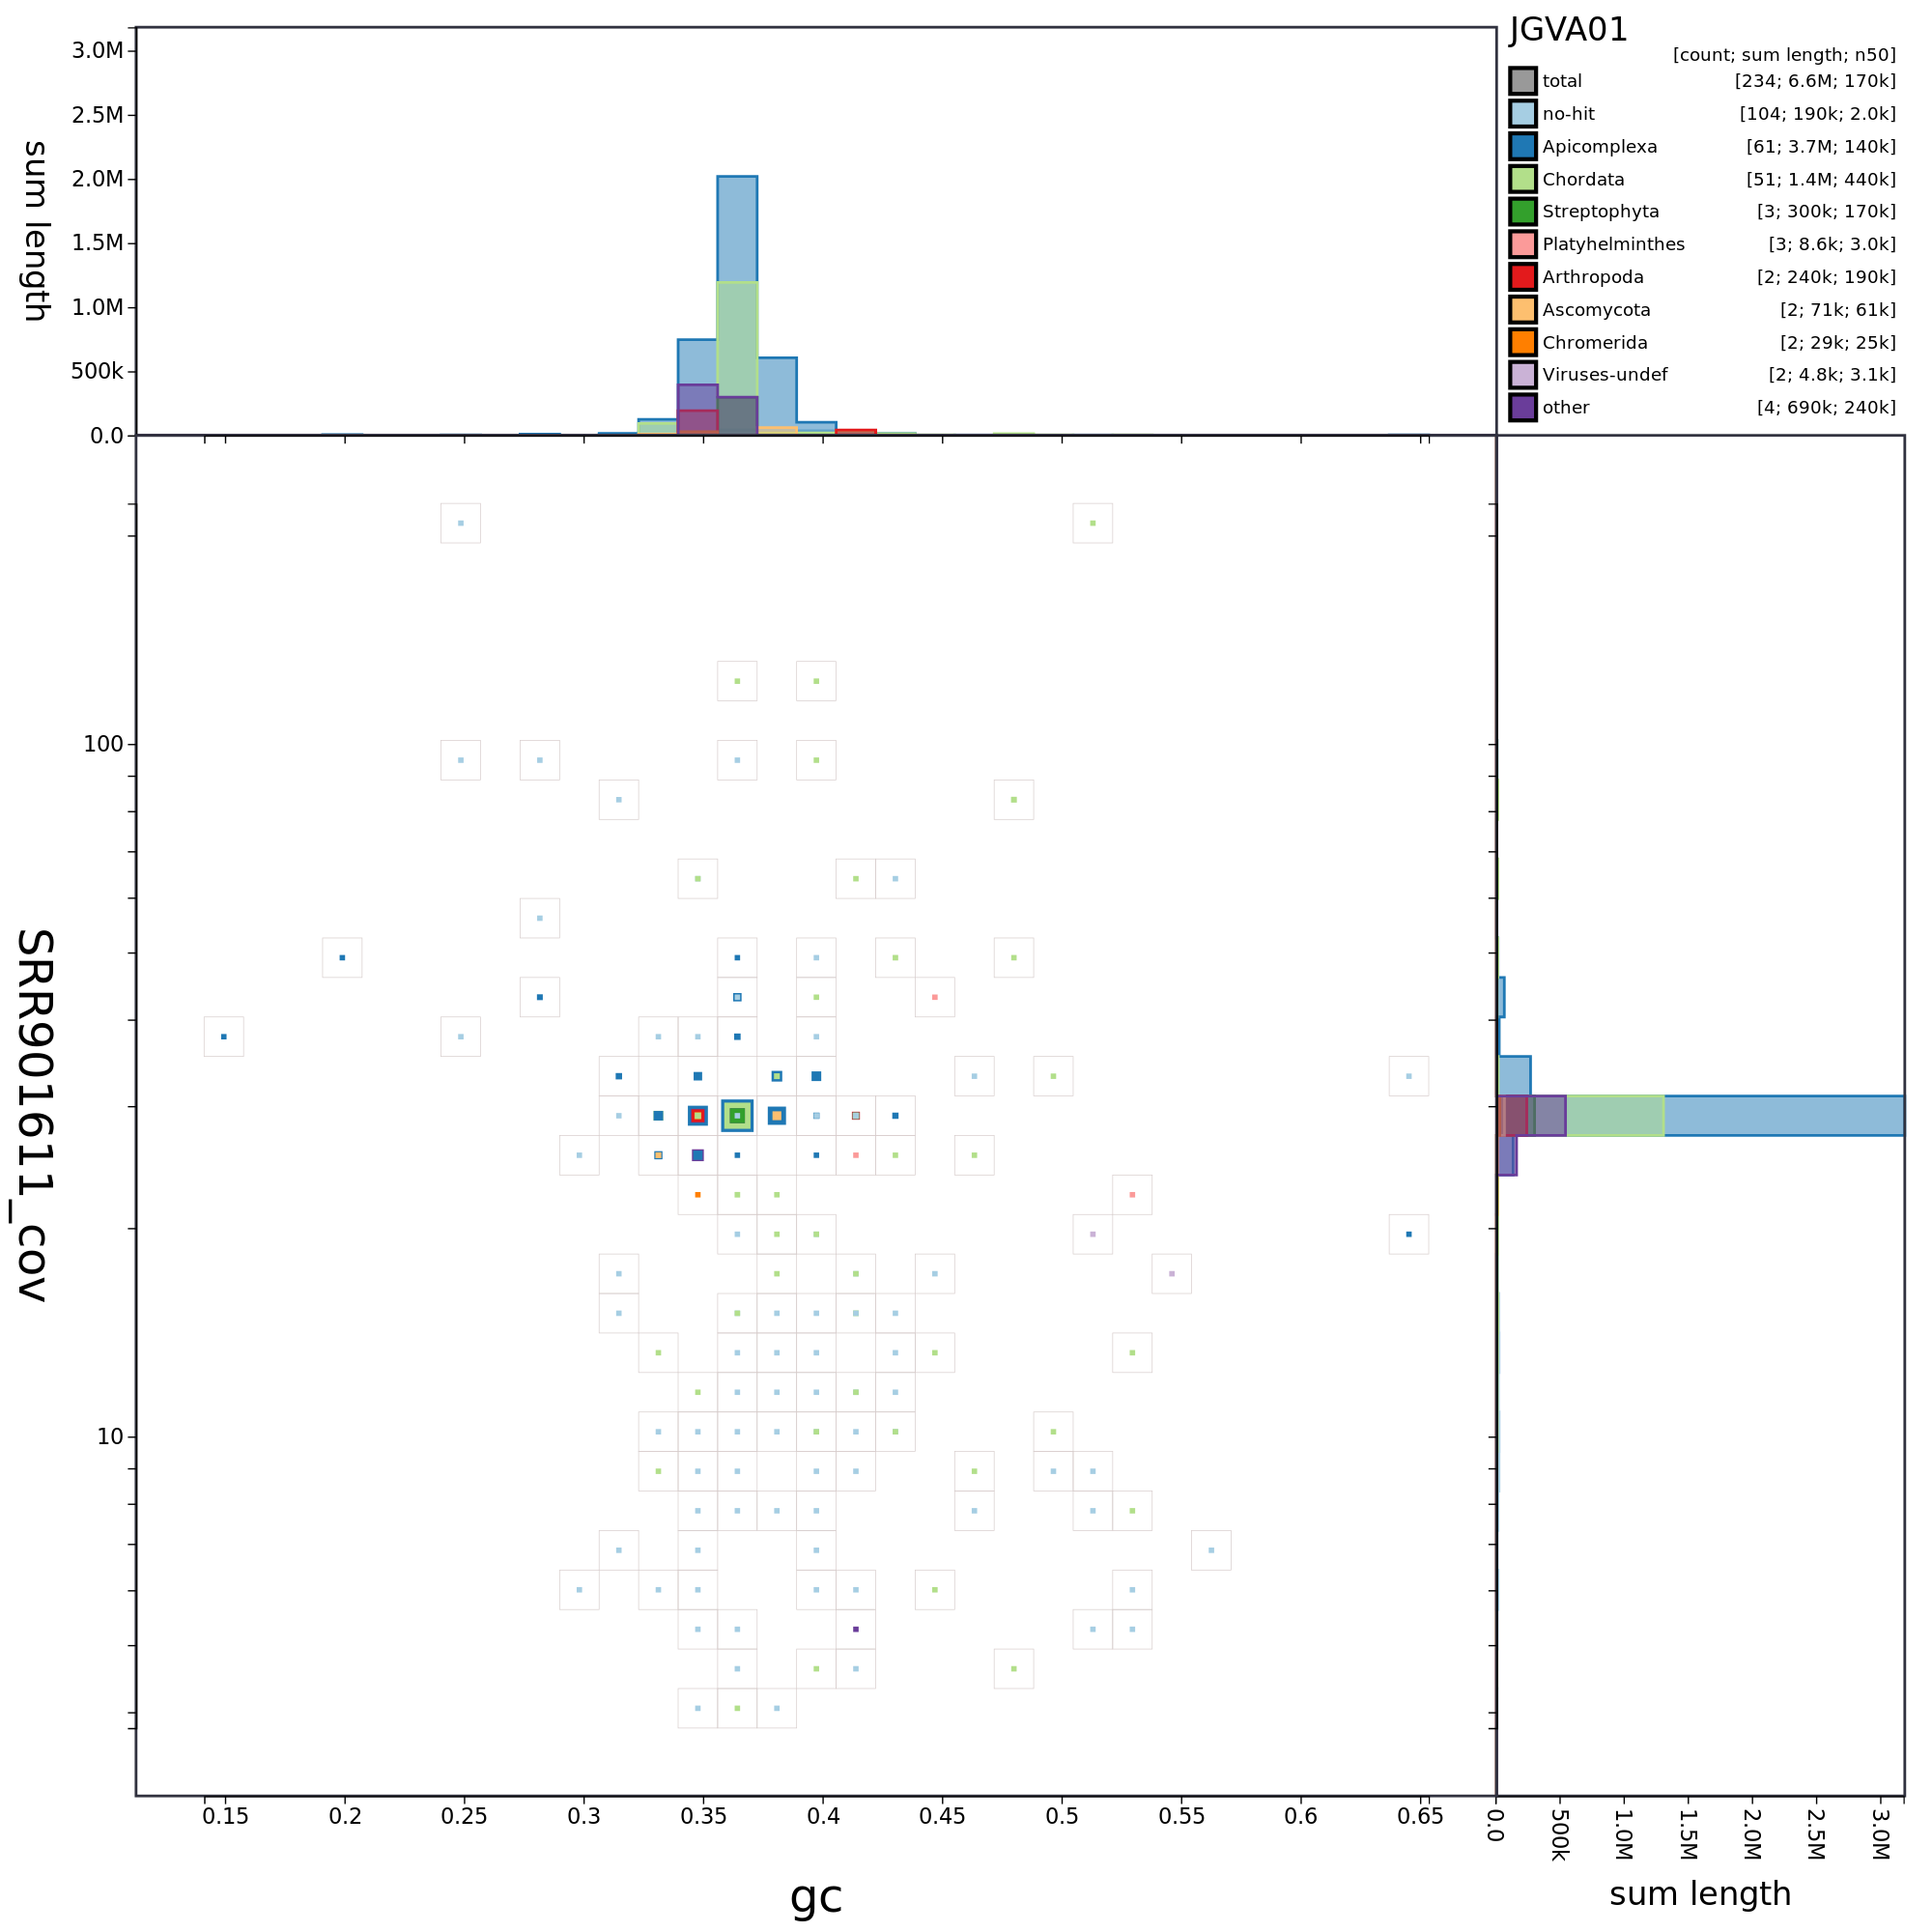 JGVA01
[count; sum length; n50]
total [234; 6.6M; 170k]
no-hit [104; 190k; 2.0k]
Apicomplexa [61; 3.7M; 140k]
Chordata [51; 1.4M; 440k]
Streptophyta [3; 300k; 170k]
Platyhelminthes [3; 8.6k; 3.0k]
Arthropoda [2; 240k; 190k]
Ascomycota [2; 71k; 61k]
Chromerida [2; 29k; 25k]
Viruses-undef [2; 4.8k; 3.1k]
other [4; 690k; 240k]
sum length
3.0M
2.5M
2.0M
1.5M
1.0M
500k
0.0
SRR901611_cov
100
10
0.15 0.2 0.25 0.3 0.35 0.4 0.45 0.5 0.55 0.6 0.65
gc
0.0 500k 1.0M 1.5M 2.0M 2.5M 3.0M
sum length